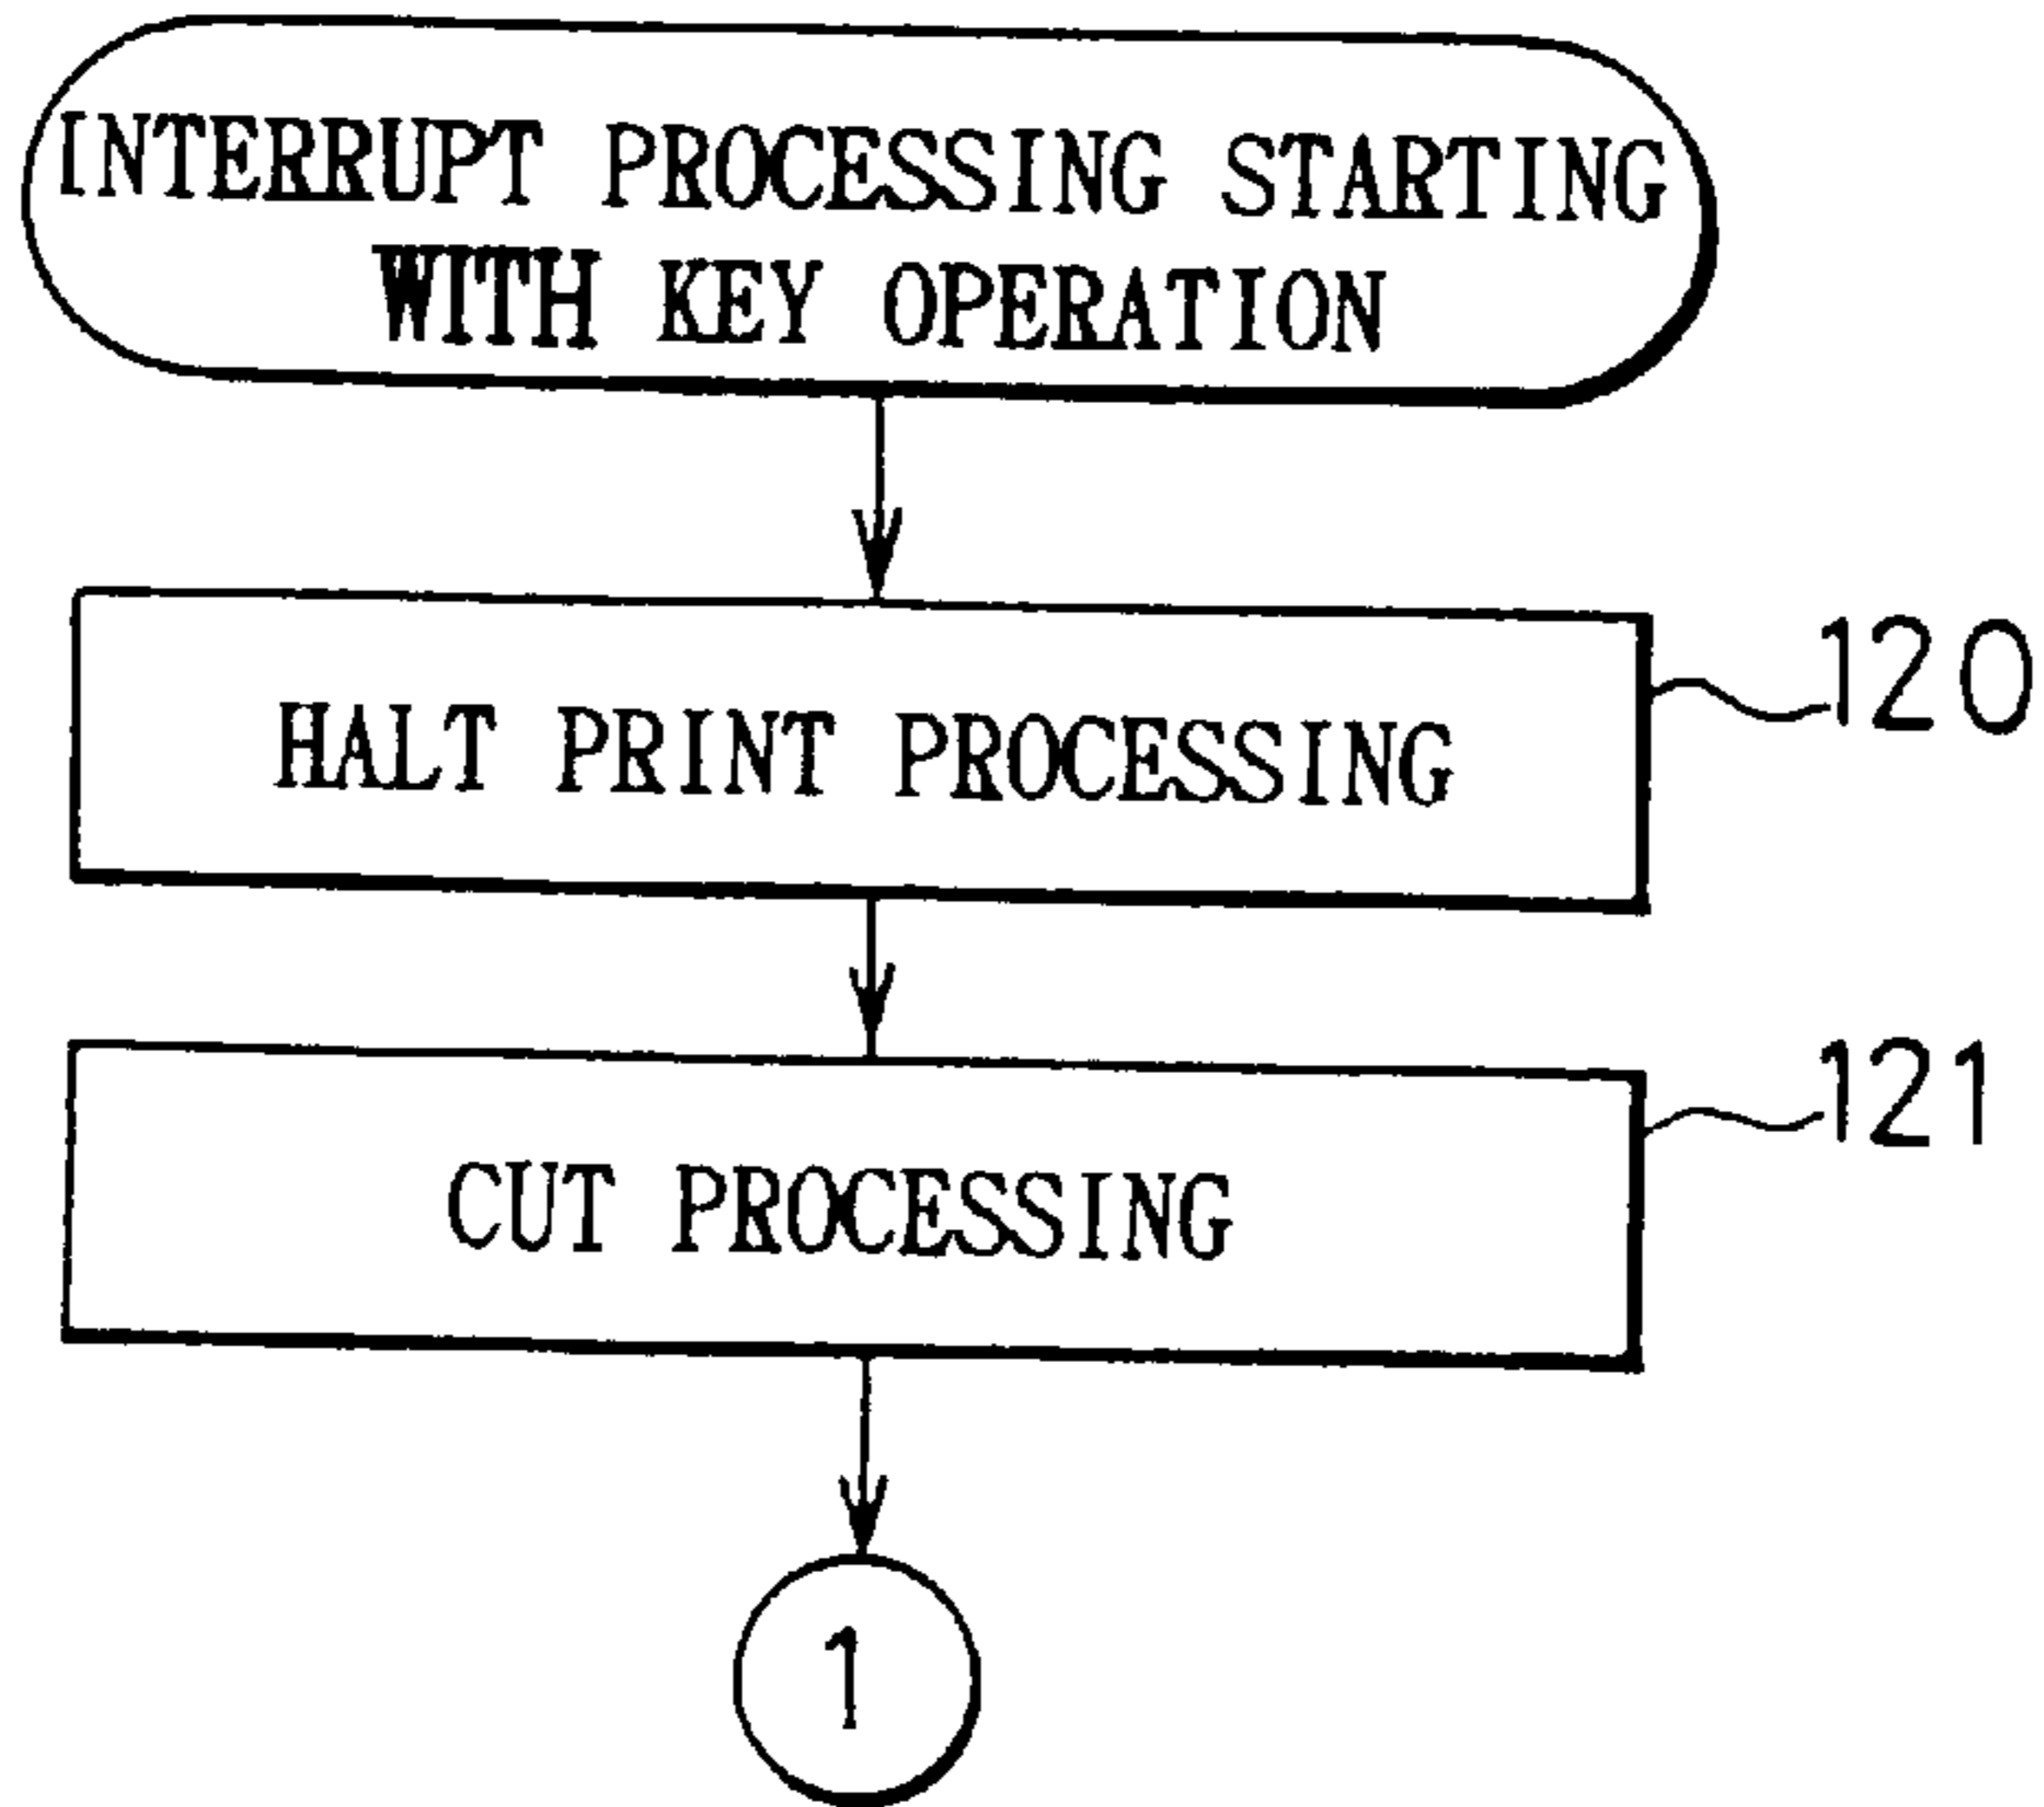 INTERRUPT PROCESSING STARTING
WITH KEY OPERATION
HALT PRINT PROCESSING
120
CUT PROCESSING
121
1